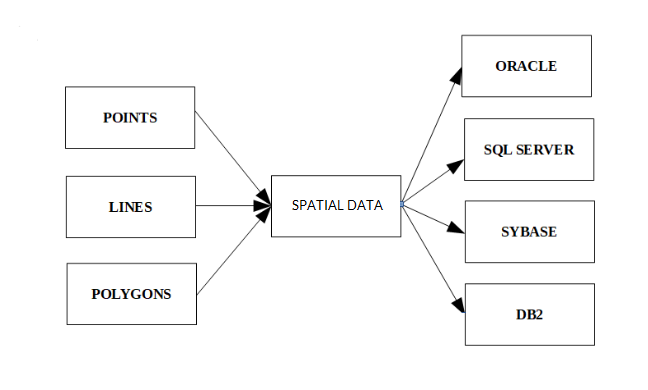 POINTS
LINES
POLYGONS
SPATIAL DATA
ORACLE
SQL SERVER
SYBASE
DB2